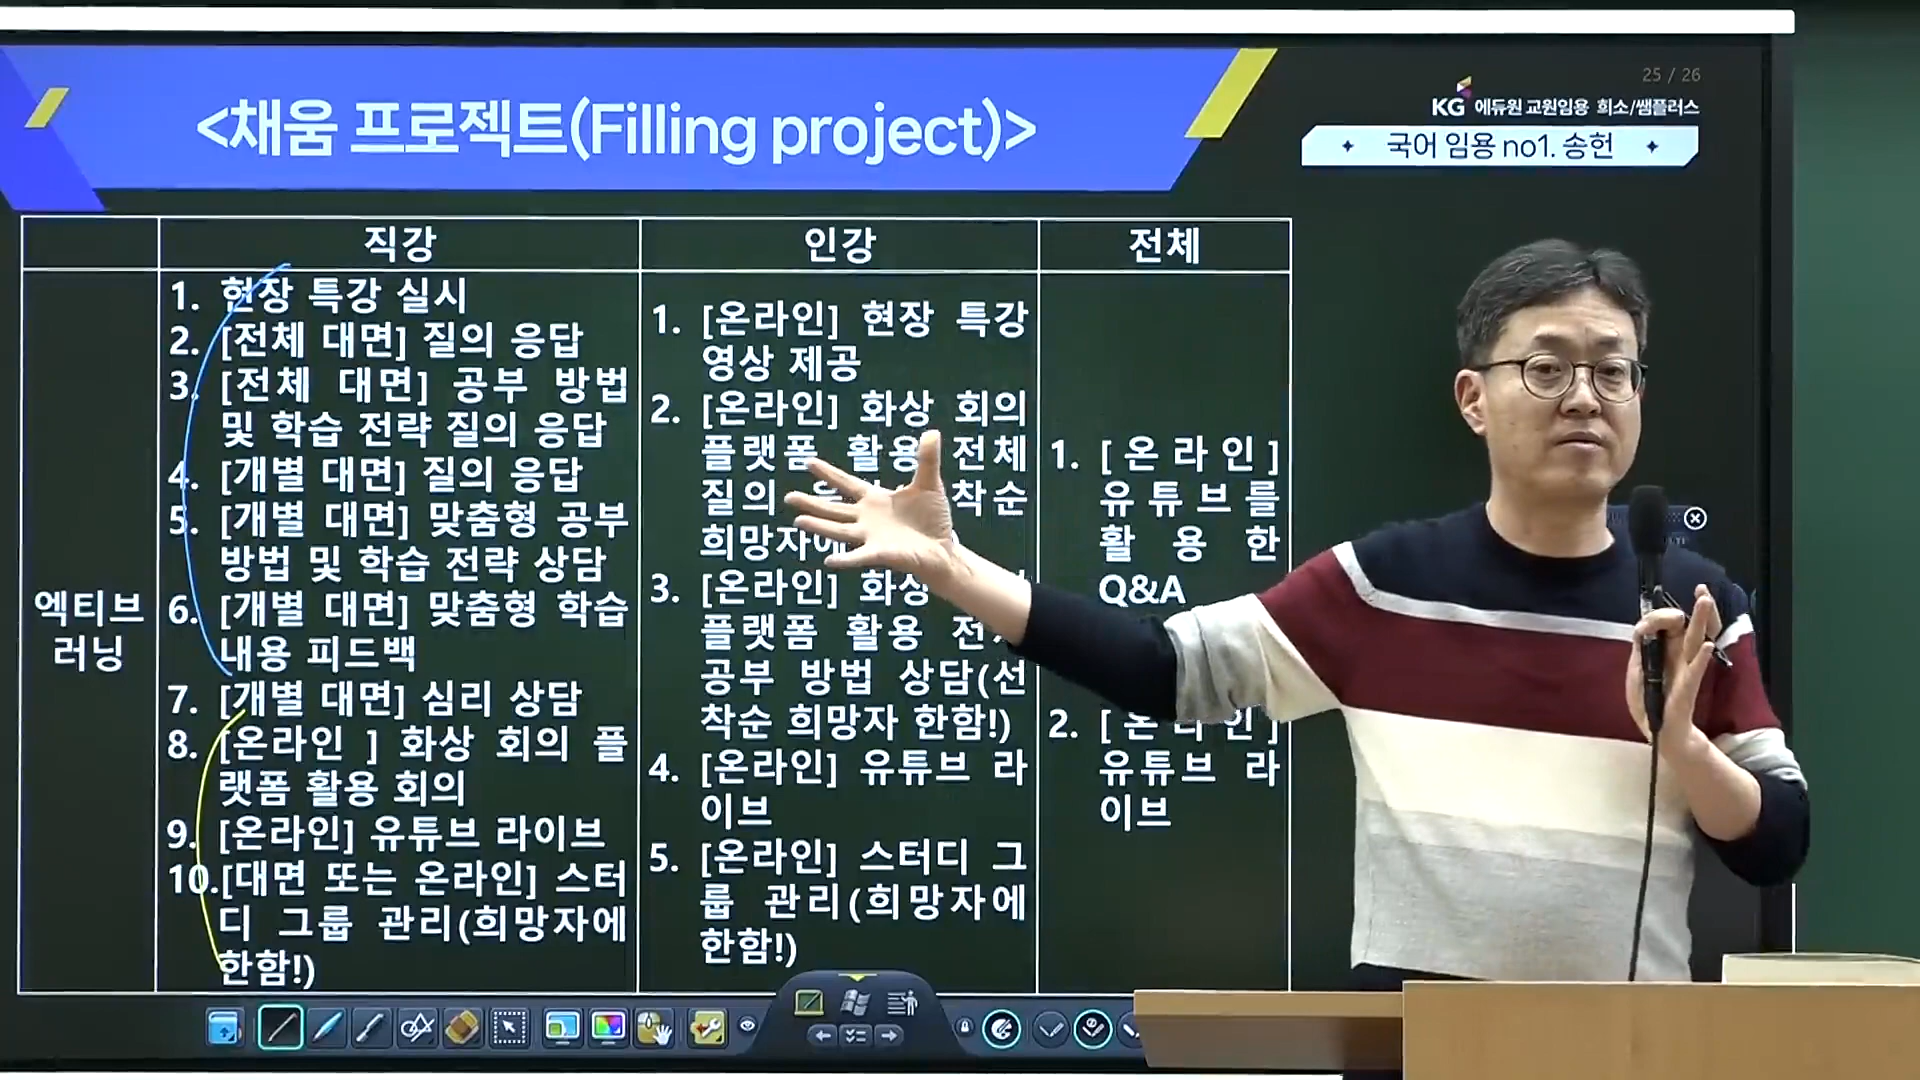 <채움 프로젝트(Filling project)>
25 / 26
KG 에듀원 교원임용 희소/쌤플러스
국어 임용 no1. 송헌
직강
인강
전체
엑티브
러닝
1. 현장 특강 실시
2. [전체 대면] 질의 응답
3. [전체 대면] 공부 방법
및 학습 전략 질의 응답
4. [개별 대면] 질의 응답
5. [개별 대면] 맞춤형 공부
방법 및 학습 전략 상담
6. [개별 대면] 맞춤형 학습
내용 피드백
7. [개별 대면] 심리 상담
8. [온라인 ] 화상 회의 플
랫폼 활용 회의
9. [온라인] 유튜브 라이브
10.[대면 또는 온라인] 스터
디 그룹 관리(희망자에
한함!)
1. [온라인] 현장 특강
영상 제공
2. [온라인] 화상 회의
플랫폼 활용 전체
질의 착순
희망자에
3. [온라인] 화상
플랫폼 활용
공부 방법 상담(선
착순 희망자 한함!)
4. [온라인] 유튜브 라
이브
5. [온라인] 스터디 그
룹 관리(희망자에
한함!)
1. [온라인]
유튜브를
활용한
Q&A
2. [온라인]
유튜브 라
이브